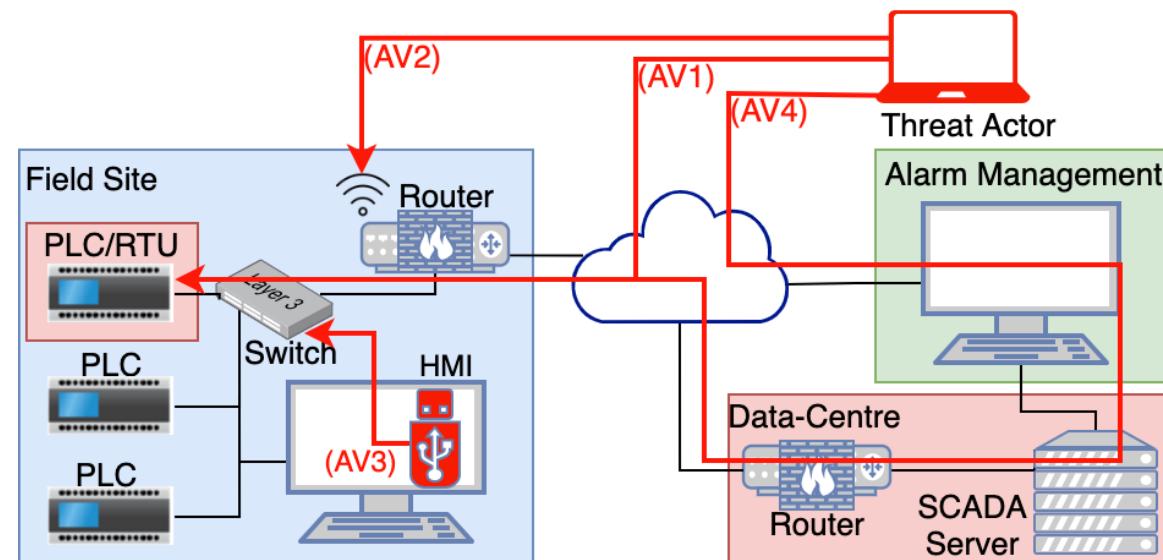 (AV2)
(AV1)
(AV4)
Threat Actor
Field Site
Router
Alarm Management
PLC/RTU
Layer 3
Switch
PLC
HMI
(AV3)
PLC
Data-Centre
Router
SCADA
Server